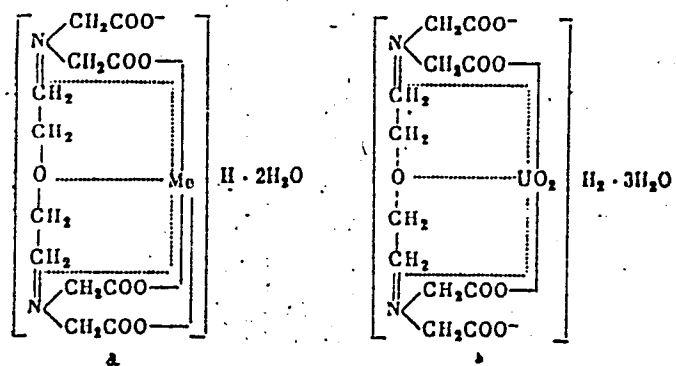 CH₂COO⁻ CH₂COO⁻
N N
CH₂COO CH₂COO
CH₂ CH₂
CH₂ CH₂
O Me H · 2H₂O O UO₂ H₂ · 3H₂O
CH₂ CH₂
CH₂ CH₂
CH₂COO CH₂COO
N N
CH₂COO CH₂COO⁻
a